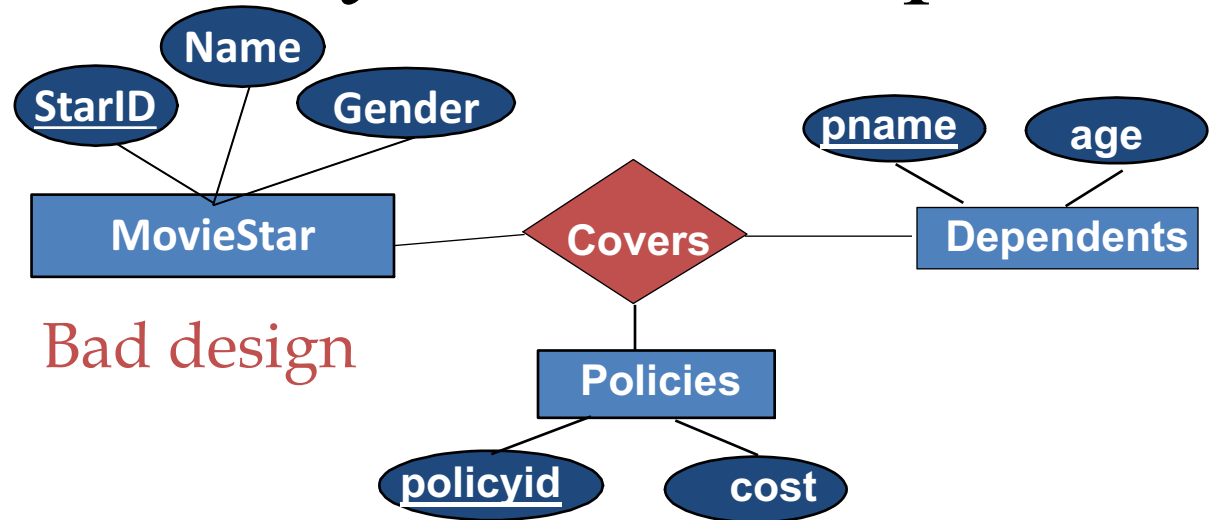 Name
StarID
Gender
pname
age
MovieStar
Covers
Dependents
Bad design
Policies
policyid
cost